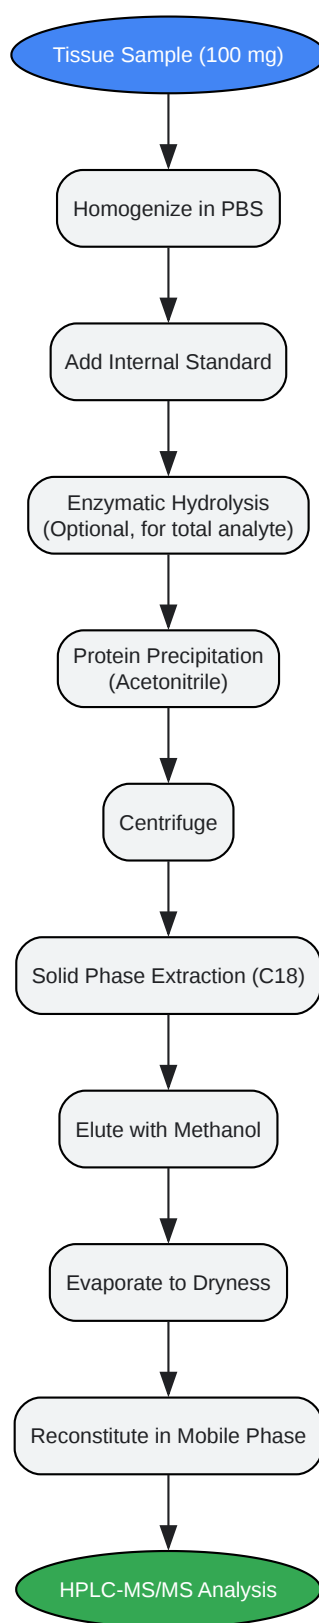 Tissue Sample (100 mg)
Homogenize in PBS
Add Internal Standard
Enzymatic Hydrolysis
(Optional, for total analyte)
Protein Precipitation
(Acetonitrile)
Centrifuge
Solid Phase Extraction (C18)
Elute with Methanol
Evaporate to Dryness
Reconstitute in Mobile Phase
HPLC-MS/MS Analysis